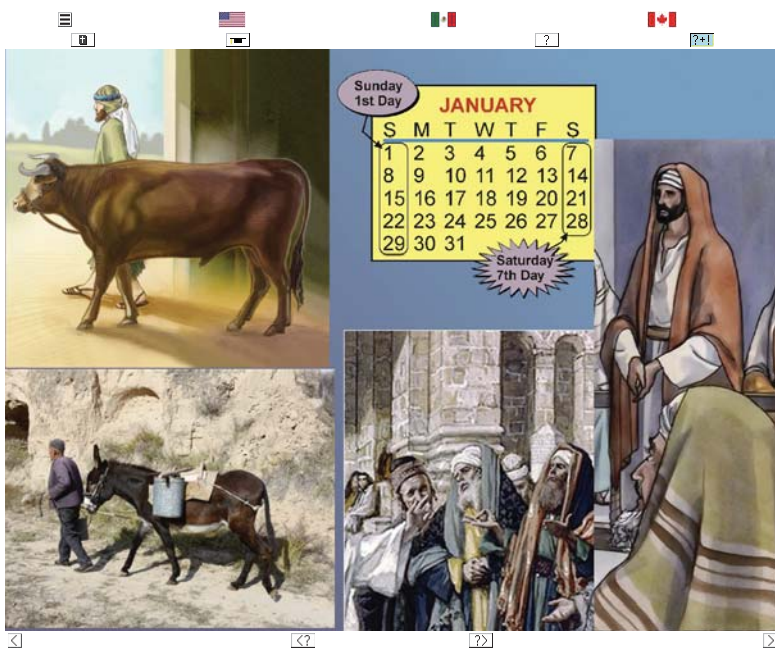 ?
?+!
Sunday
1st Day
JANUARY
S M T W T F S
1 2 3 4 5 6 7
8 9 10 11 12 13 14
15 16 17 18 19 20 21
22 23 24 25 26 27 28
29 30 31
Saturday
7th Day
< <? ?> >